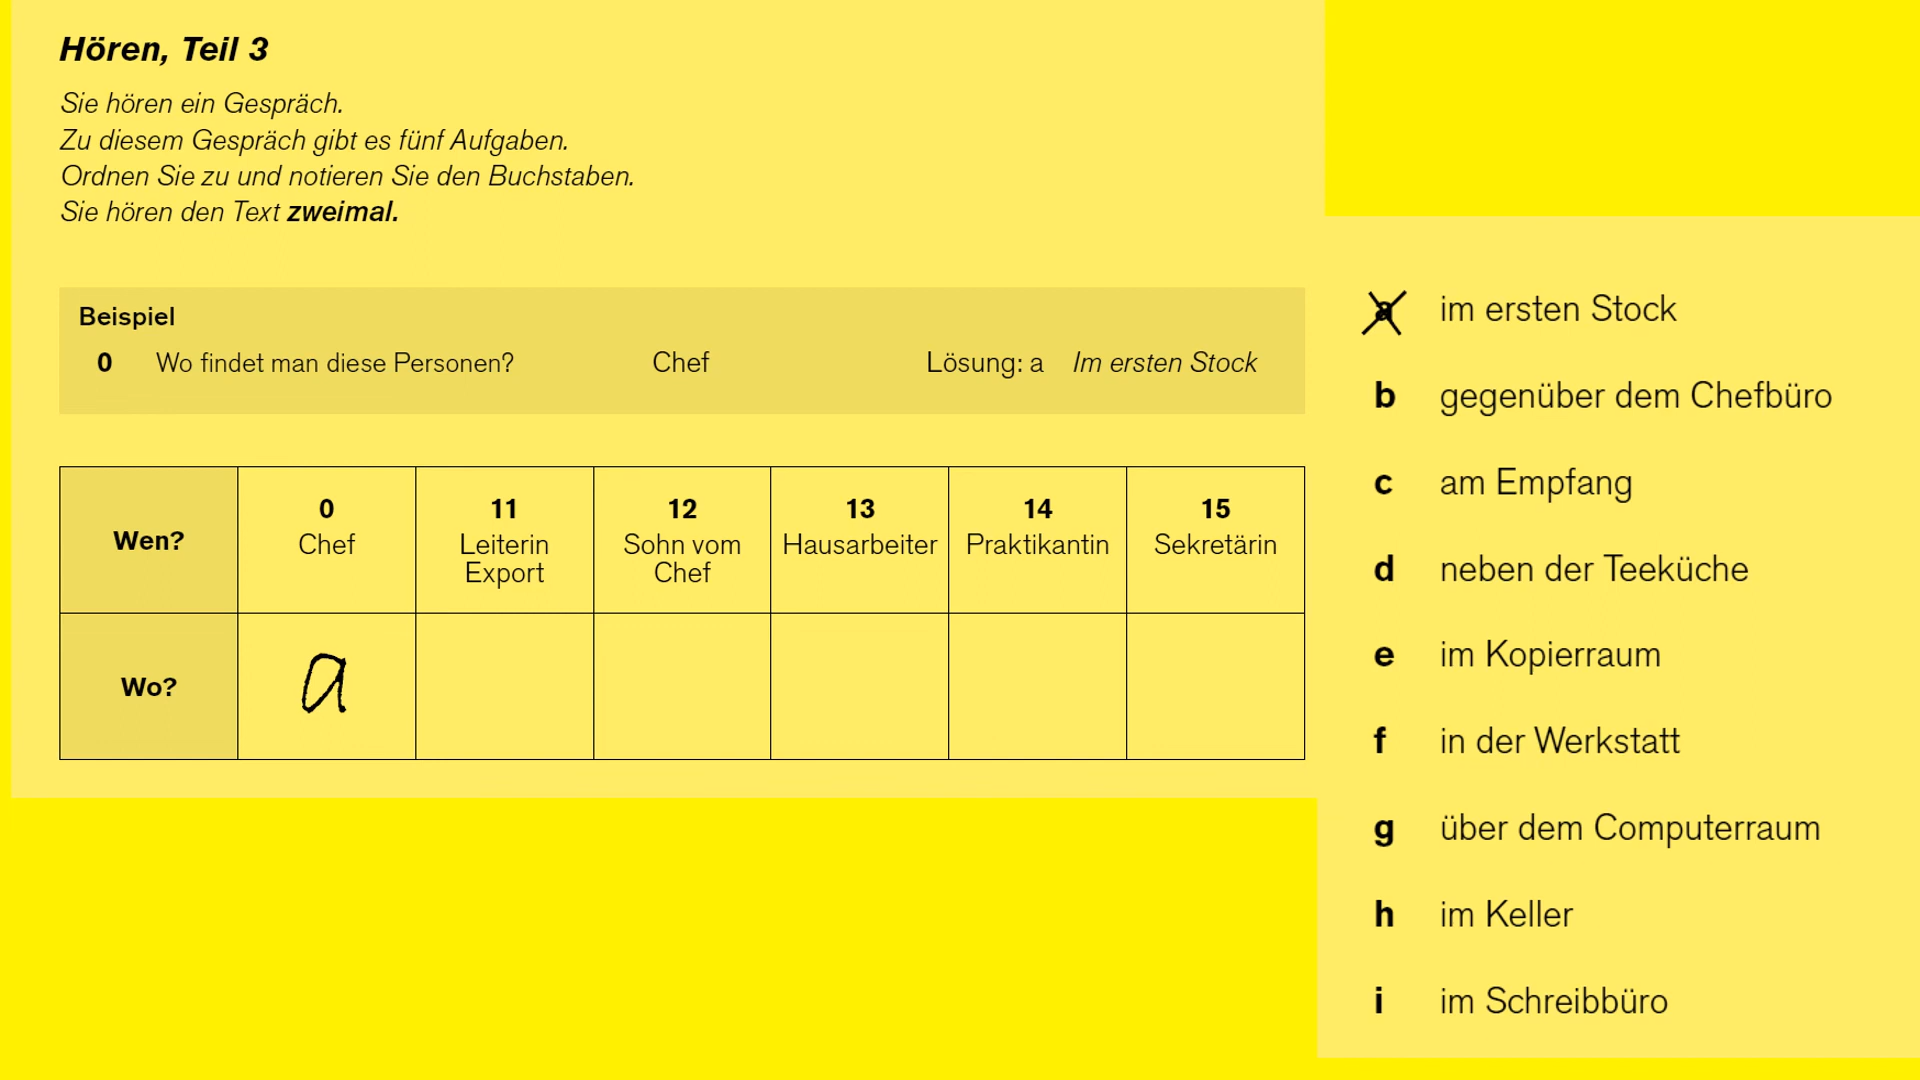 Hören, Teil 3
Sie hören ein Gespräch.
Zu diesem Gespräch gibt es fünf Aufgaben.
Ordnen Sie zu und notieren Sie den Buchstaben.
Sie hören den Text zweimal.
Beispiel
0 Wo findet man diese Personen? Chef Lösung: a Im ersten Stock
Wen?
0
Chef
11
Leiterin
Export
12
Sohn vom
Chef
13
Hausarbeiter
14
Praktikantin
15
Sekretärin
Wo?
a
a im ersten Stock
b gegenüber dem Chefbüro
c am Empfang
d neben der Teeküche
e im Kopierraum
f in der Werkstatt
g über dem Computerraum
h im Keller
i im Schreibbüro